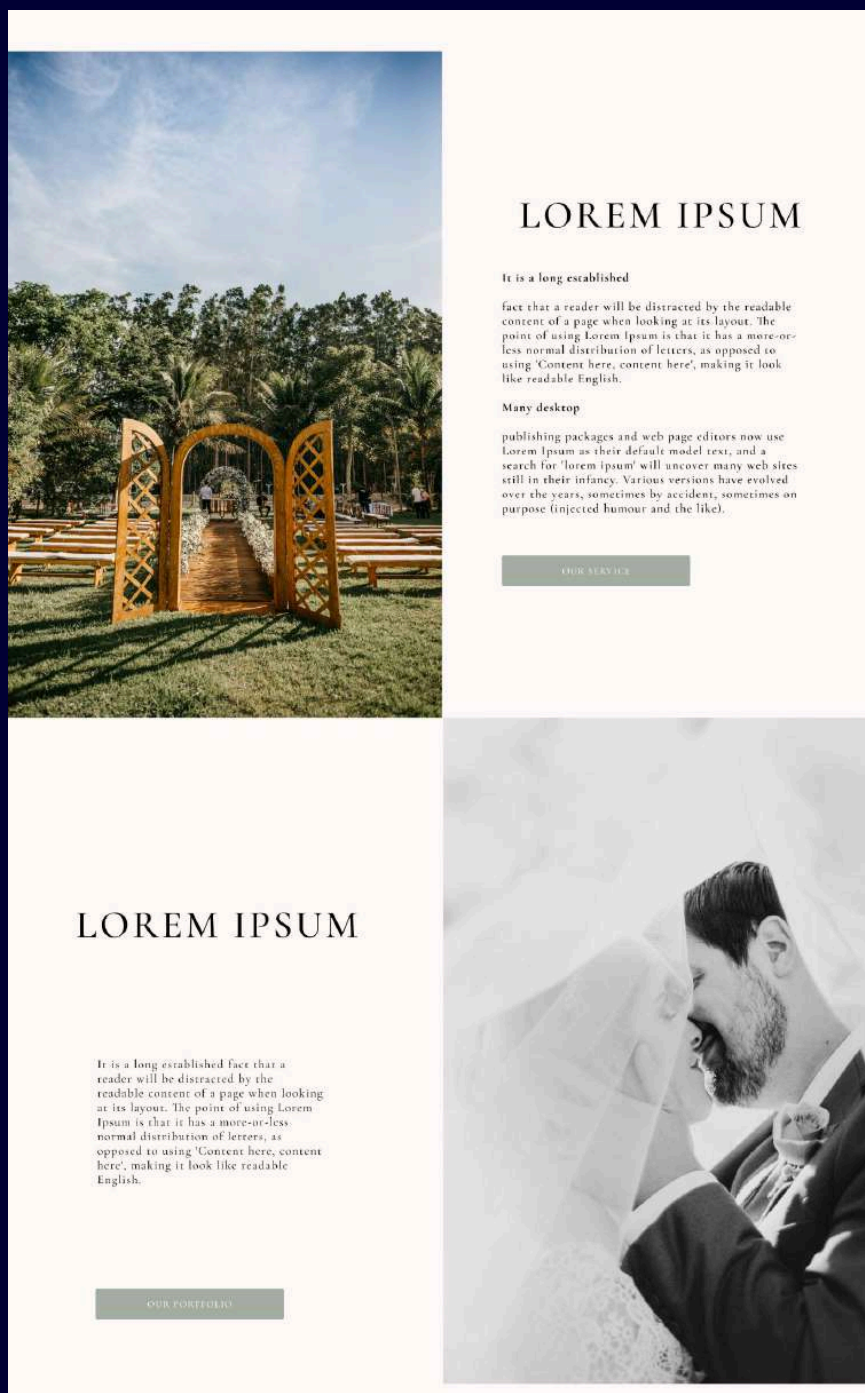 LOREM IPSUM
It is a long established
fact that a reader will be distracted by the readable
content of a page when looking at its layout. The
point of using Lorem Ipsum is that it has a more-or-
less normal distribution of letters, as opposed to
using 'Content here, content here', making it look
like readable English.
Many desktop
publishing packages and web page editors now use
Lorem Ipsum as their default model text, and a
search for 'lorem ipsum' will uncover many web sites
still in their infancy. Various versions have evolved
over the years, sometimes by accident, sometimes on
purpose (injected humour and the like).
OUR SERVICE
LOREM IPSUM
It is a long established fact that a
reader will be distracted by the
readable content of a page when looking
at its layout. The point of using Lorem
Ipsum is that it has a more-or-less
normal distribution of letters, as
opposed to using 'Content here, content
here', making it look like readable
English.
OUR PORTFOLIO